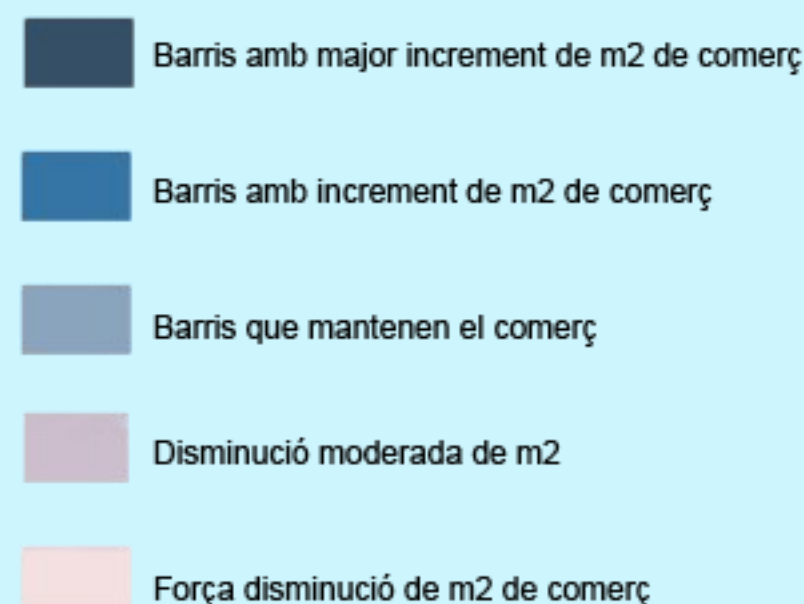 Barris amb major increment de m2 de comerç
Barris amb increment de m2 de comerç
Barris que mantenen el comerç
Disminució moderada de m2
Força disminució de m2 de comerç